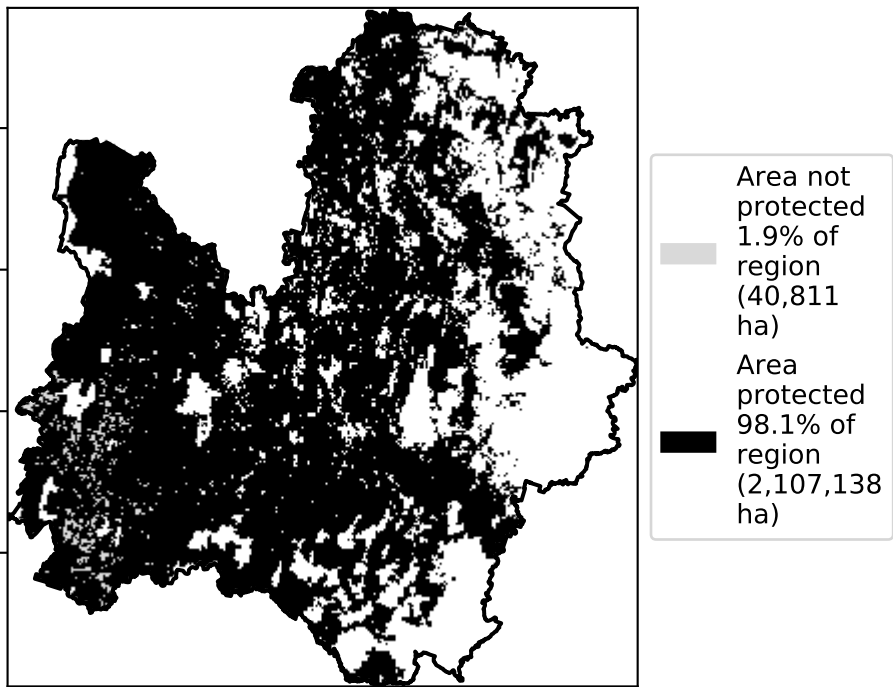 Area not
protected
1.9% of
region
(40,811
ha)
Area
protected
98.1% of
region
(2,107,138
ha)